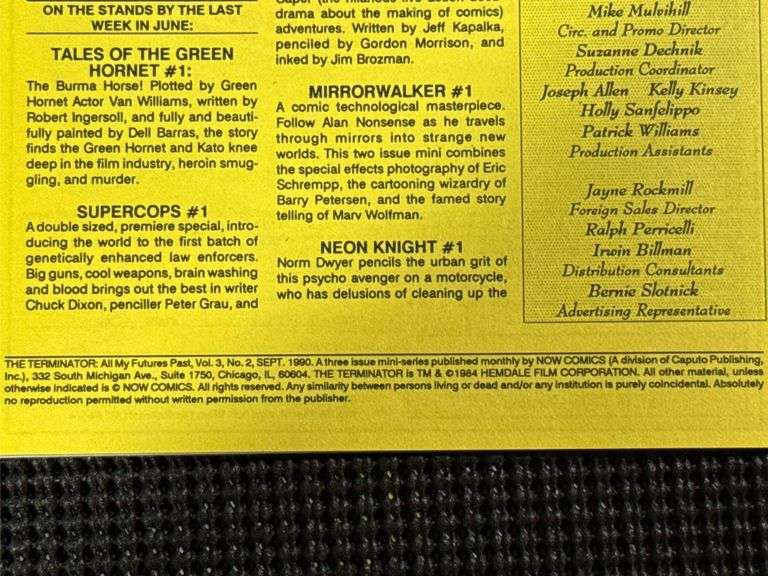 ON THE STANDS BY THE LAST
WEEK IN JUNE:
TALES OF THE GREEN
HORNET #1:
The Burma Horse! Plotted by Green
Hornet Actor Van Williams, written by
Robert Ingersoll, and fully and beauti-
fully painted by Dell Barras, the story
finds the Green Hornet and Kato knee
deep in the film industry, heroin smug-
gling, and murder.
SUPERCOPS #1
A double sized, premiere special, intro-
ducing the world to the first batch of
genetically enhanced law enforcers.
Big guns, cool weapons, brain washing
and blood brings out the best in writer
Chuck Dixon, penciller Peter Grau, and
drama about the making of comics)
adventures. Written by Jeff Kapalka,
penciled by Gordon Morrison, and
inked by Jim Brozman.
MIRRORWALKER #1
A comic technological masterpiece.
Follow Alan Nonsense as he travels
through mirrors into strange new
worlds. This two issue mini combines
the special effects photography of Eric
Schrempp, the cartooning wizardry of
Barry Petersen, and the famed story
telling of Marv Wolfman.
NEON KNIGHT #1
Norm Dwyer pencils the urban grit of
this psycho avenger on a motorcycle,
who has delusions of cleaning up the
Mike Mulvihill
Circ. and Promo Director
Suzanne Dechnik
Production Coordinator
Joseph Allen Kelly Kinsey
Holly Sanfelippo
Patrick Williams
Production Assistants
Jayne Rockmill
Foreign Sales Director
Ralph Perricelli
Irwin Billman
Distribution Consultants
Bernie Slotnick
Advertising Representative
THE TERMINATOR: All My Futures Past, Vol. 3, No. 2, SEPT. 1990. A three issue mini-series published monthly by NOW COMICS (A division of Caputo Publishing,
Inc.), 332 South Michigan Ave., Suite 1750, Chicago, IL, 60604. THE TERMINATOR is TM & ©1984 HEMDALE FILM CORPORATION. All other material, unless
otherwise indicated is © NOW COMICS. All rights reserved. Any similarity between persons living or dead and/or any institution is purely coincidental. Absolutely
no reproduction permitted without written permission from the publisher.